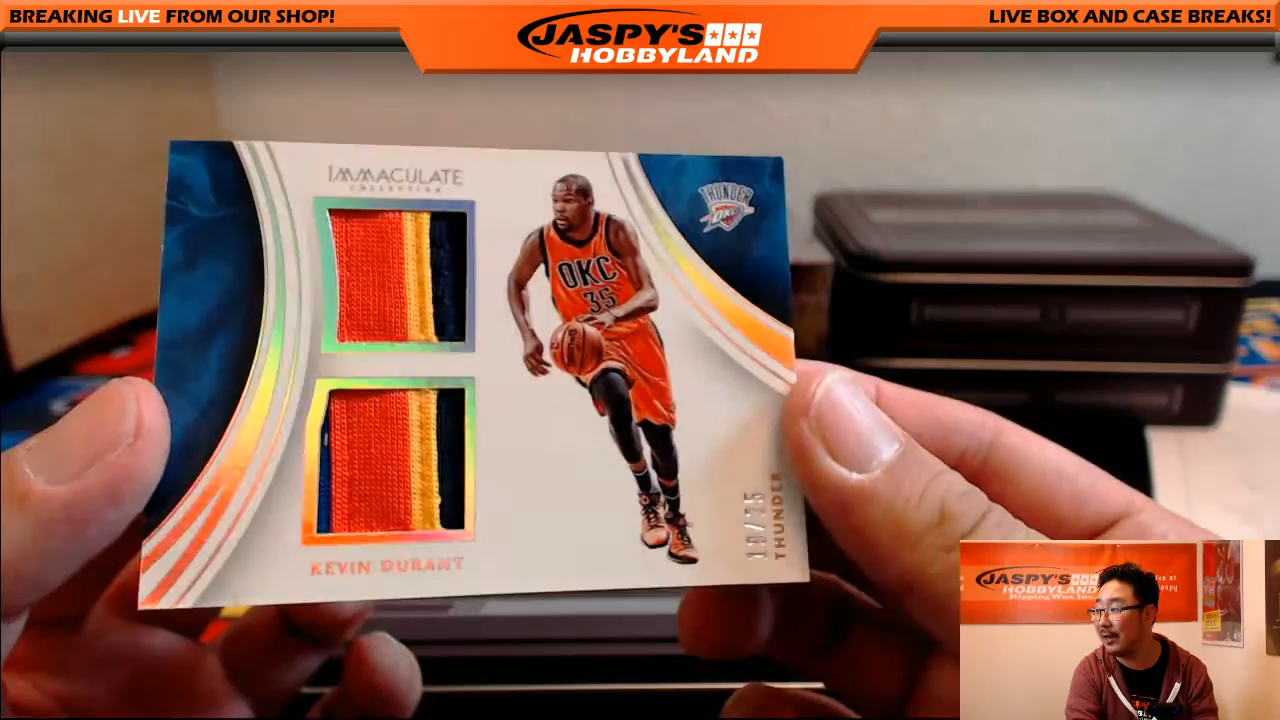 BREAKING LIVE FROM OUR SHOP!
JASPY'S
HOBBYLAND
LIVE BOX AND CASE BREAKS!
IMMACULATE
COLLECTION
THUNDER
OKC
OKC
35
KEVIN DURANT
THUNDER
JASPY'S
HOBBYLAND